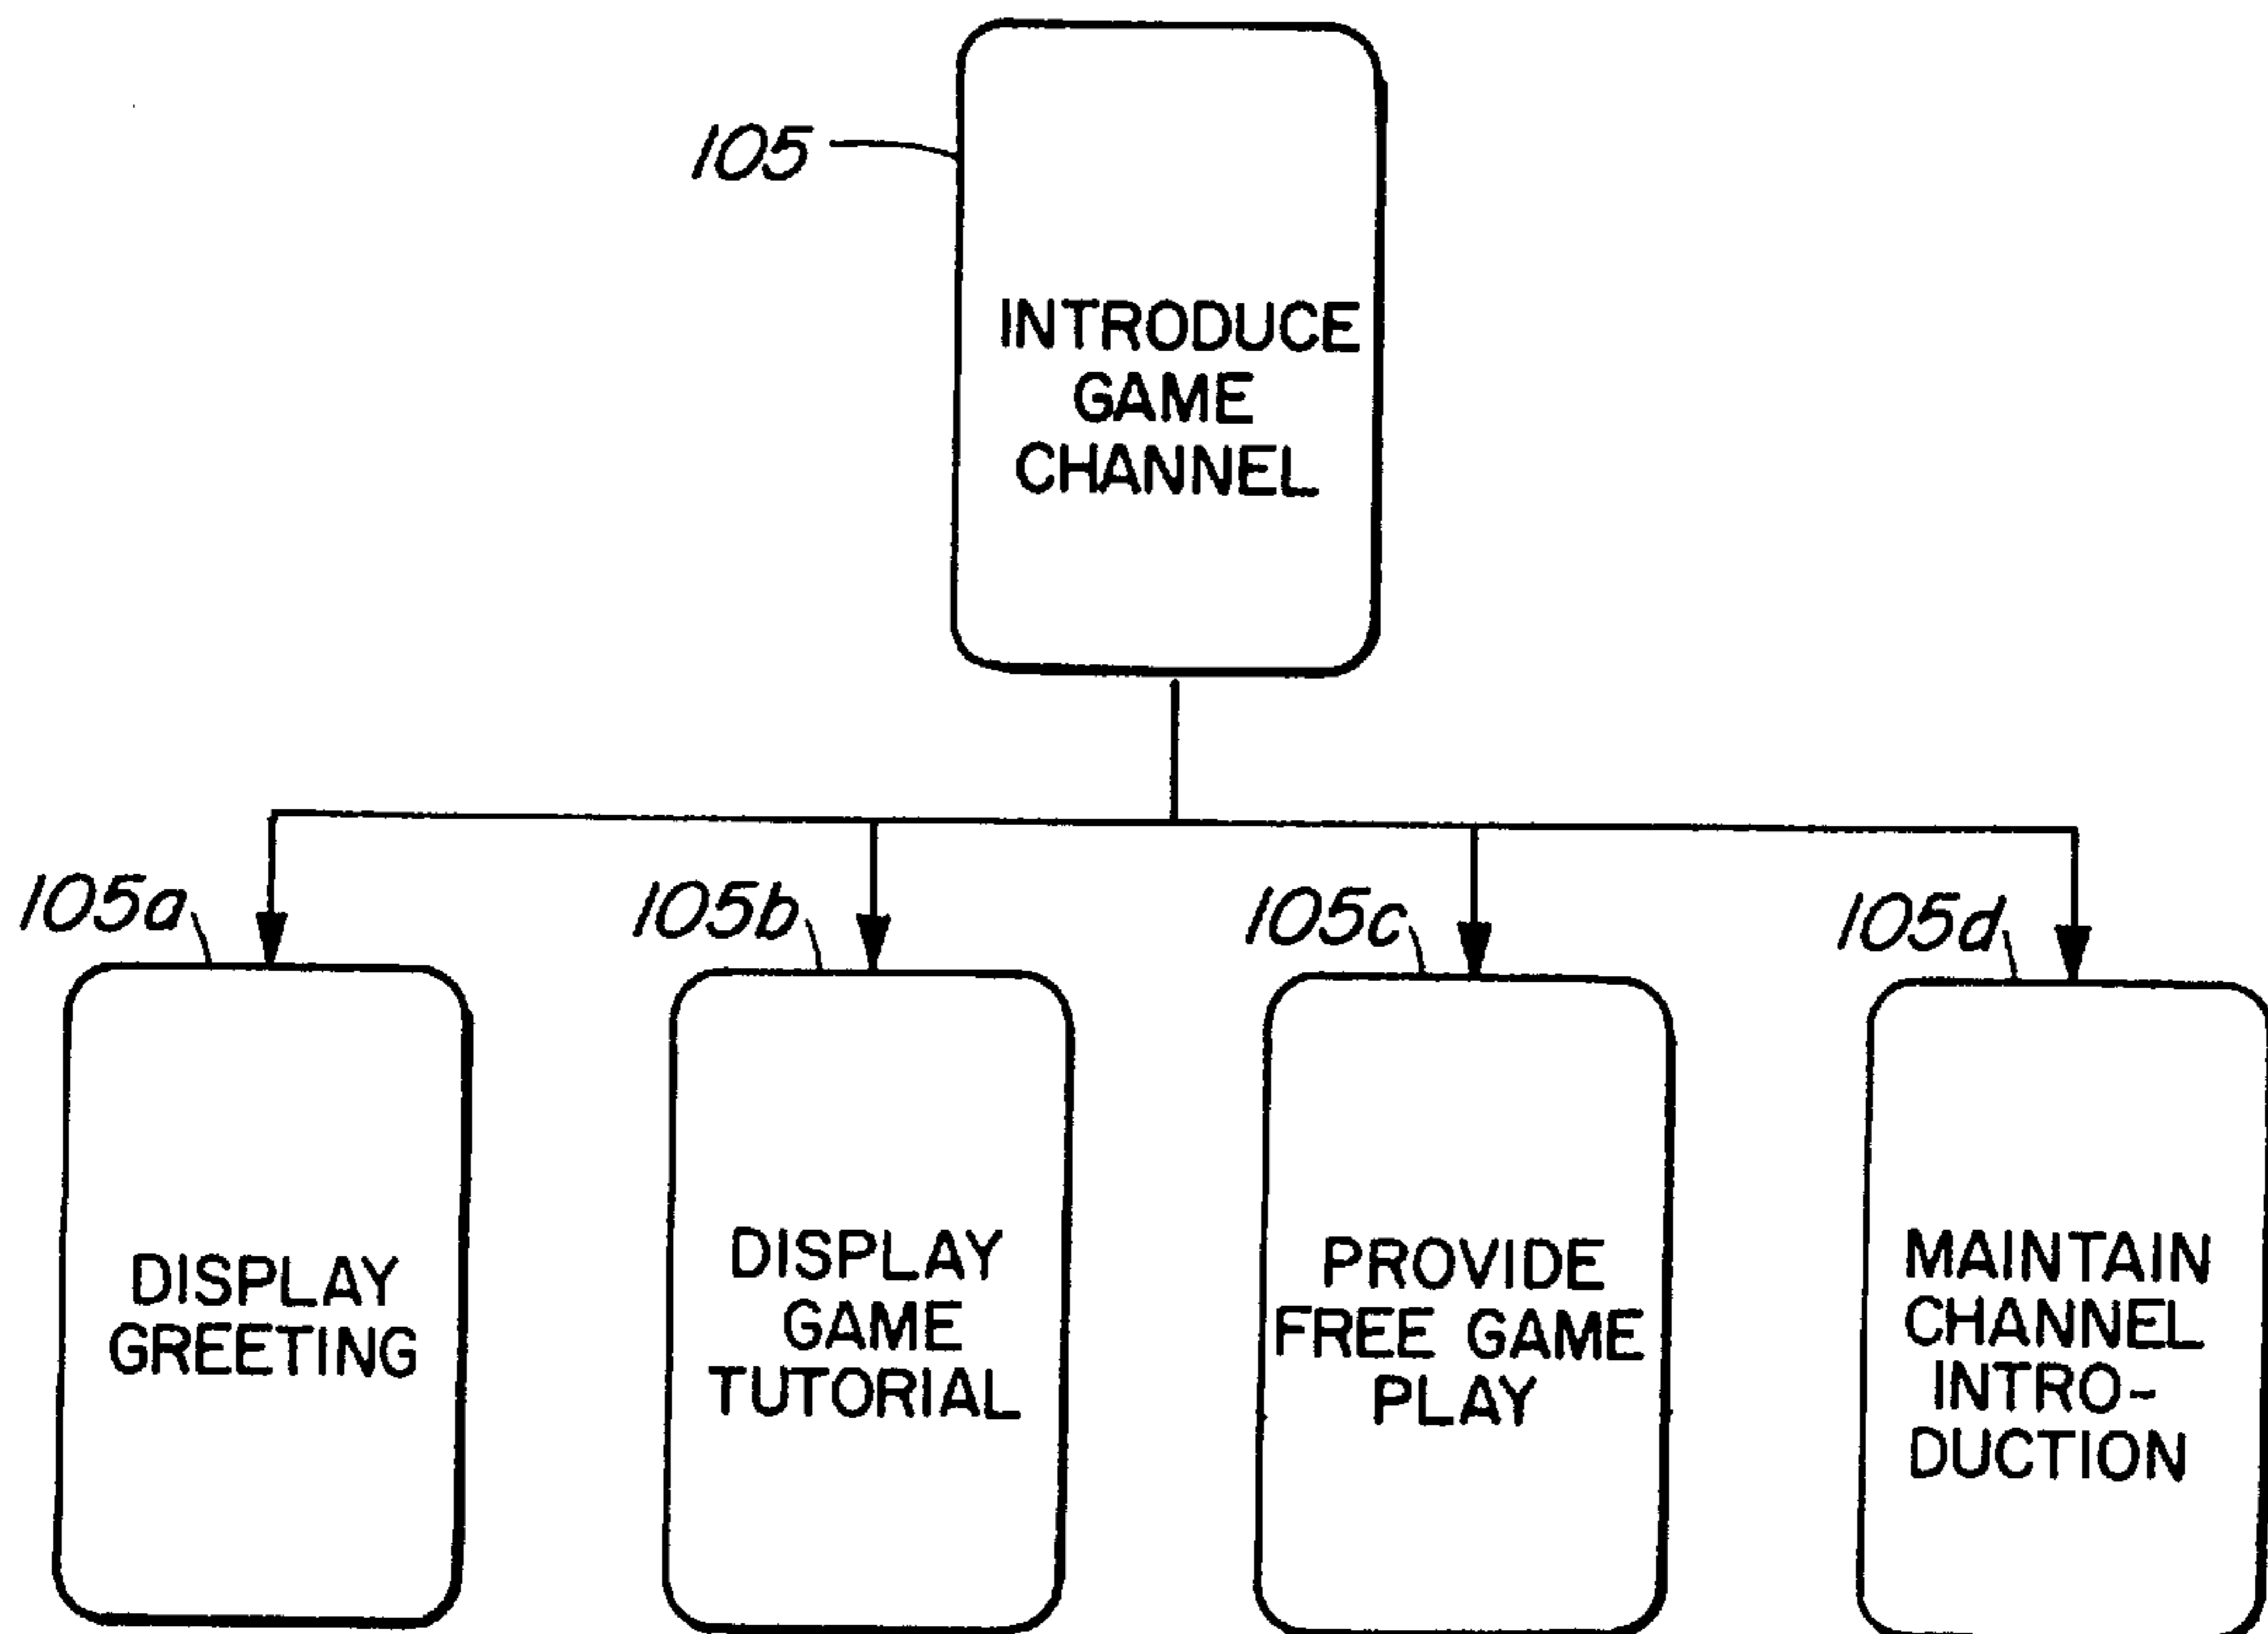 105
INTRODUCE
GAME
CHANNEL
105a
105b
105c
105d
DISPLAY
GREETING
DISPLAY
GAME
TUTORIAL
PROVIDE
FREE GAME
PLAY
MAINTAIN
CHANNEL
INTRO-
DUCTION